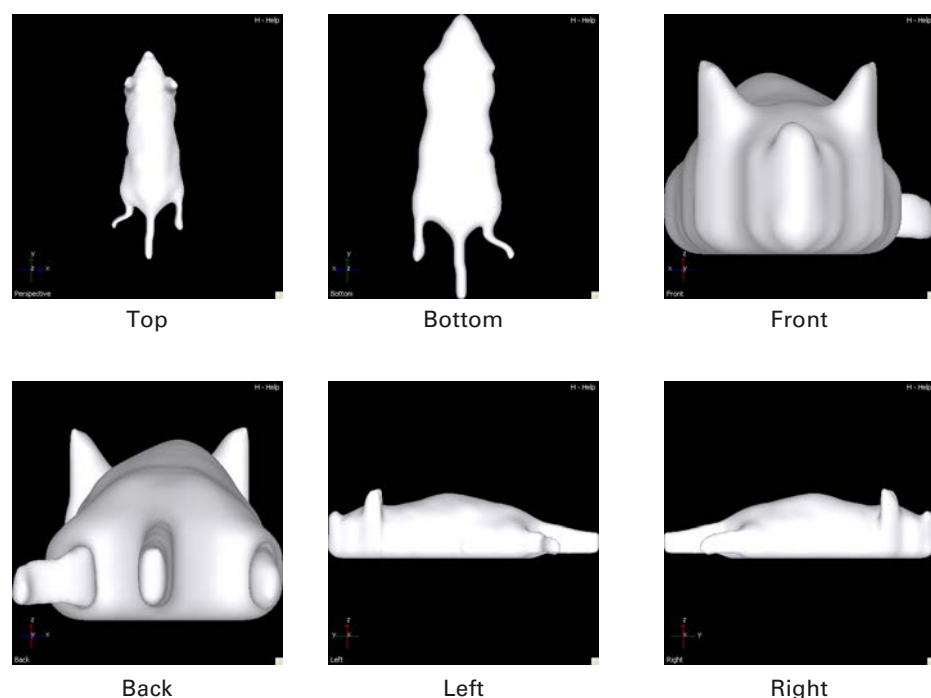 H - Help
y
z
x
Perspective
Top
H - Help
y
x
z
Bottom
Bottom
H - Help
z
x
y
Front
Front
H - Help
z
y
x
Back
Back
H - Help
z
y
x
Left
Left
H - Help
z
x
y
Right
Right